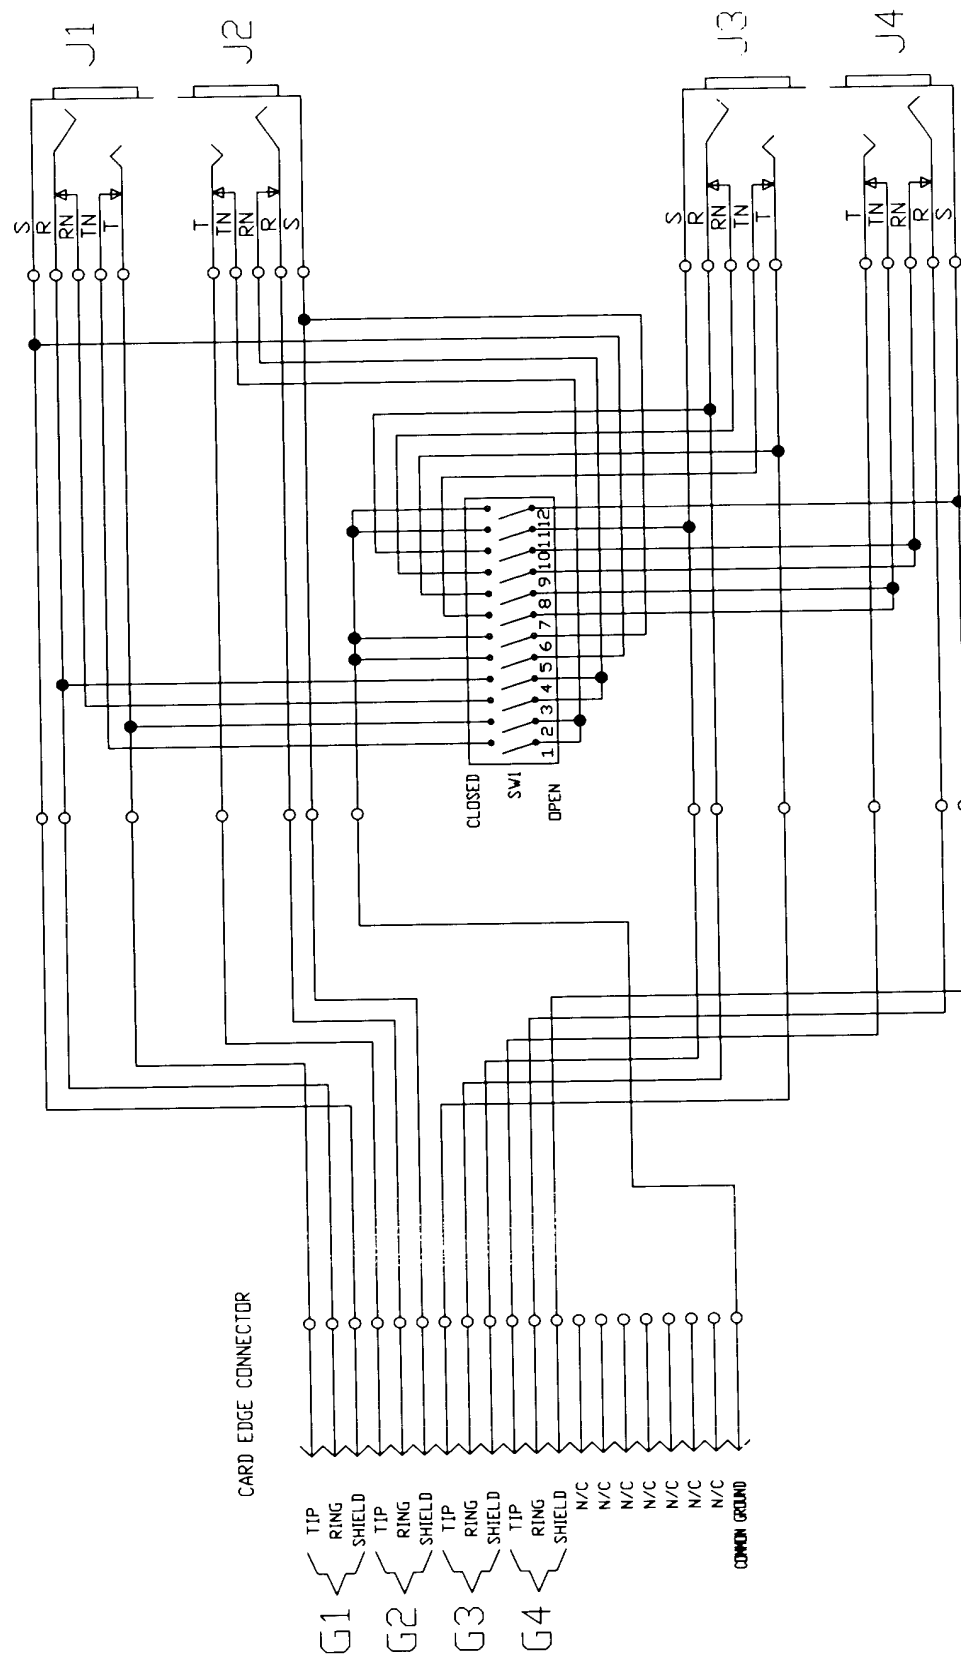 J1
J2
J3
J4
S
R
RN
TN
T
T
TN
RN
R
S
S
R
RN
TN
T
T
TN
RN
R
S
1 2 3 4 5 6 7 8 9 10 11 12
CLOSED
SW1
OPEN
CARD EDGE CONNECTOR
G1
TIP
RING
SHIELD
G2
TIP
RING
SHIELD
G3
TIP
RING
SHIELD
G4
TIP
RING
SHIELD
N/C
N/C
N/C
N/C
N/C
N/C
N/C
COMMON GROUND